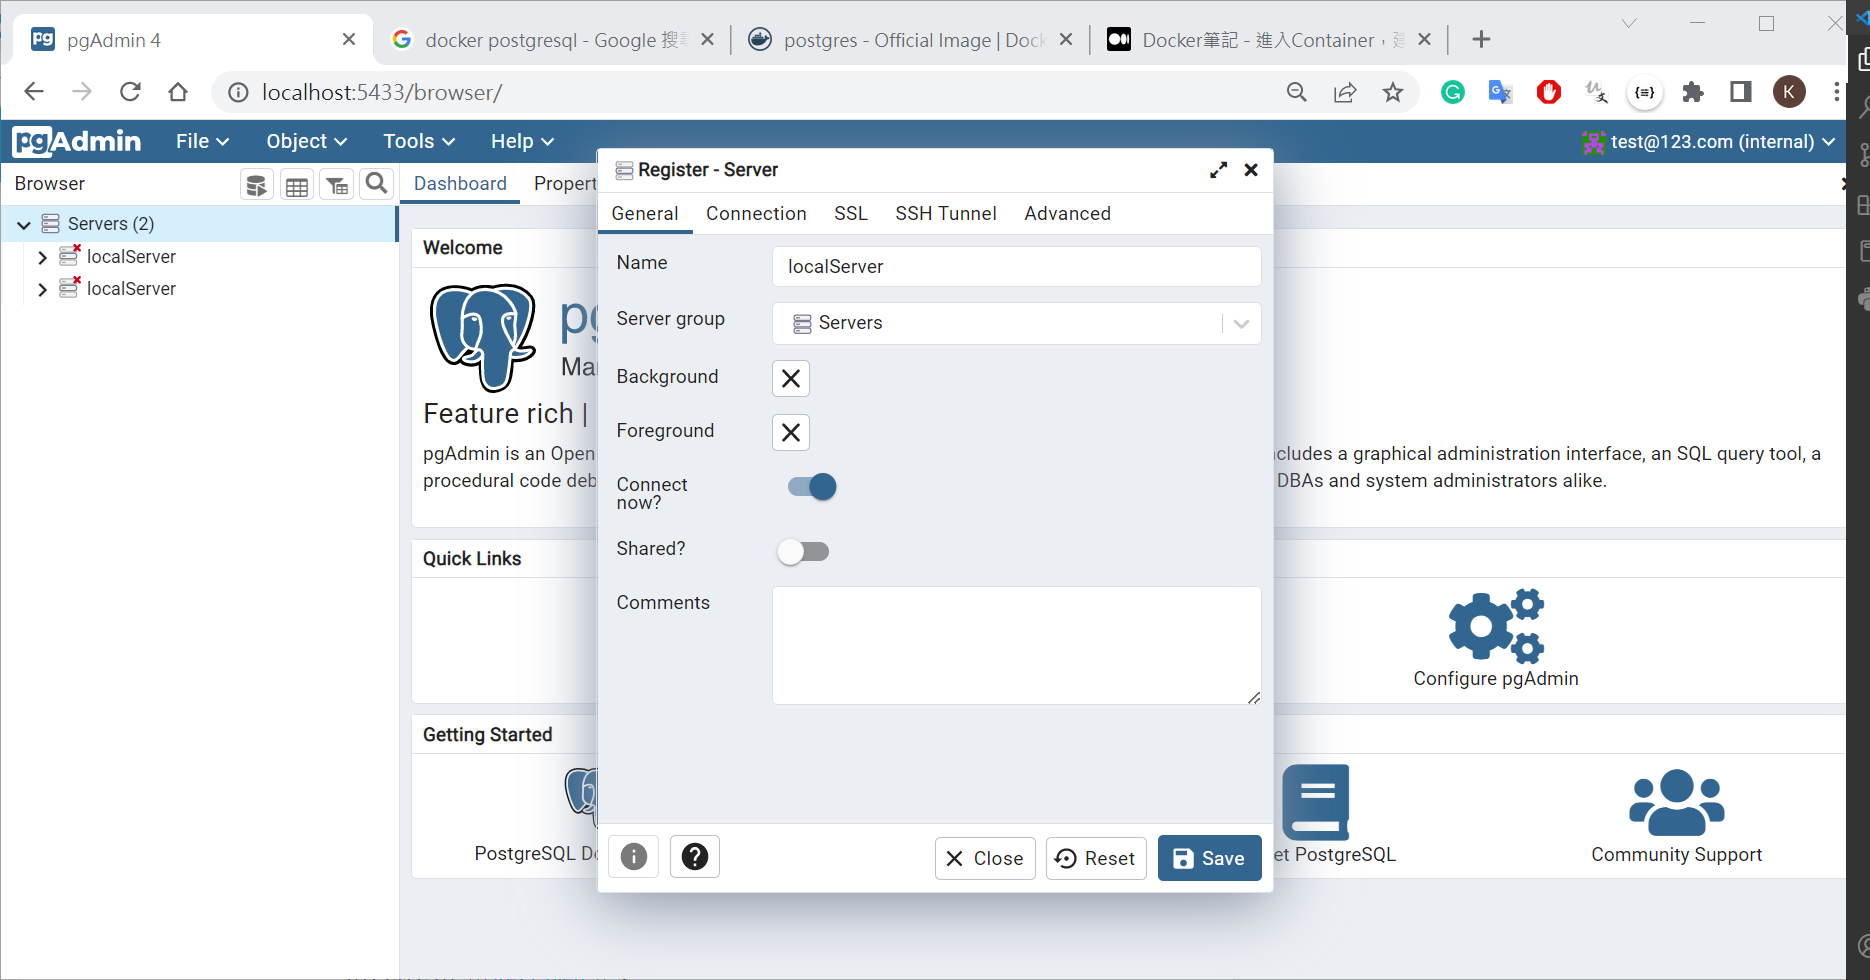 pgAdmin 4
docker postgresql - Google 搜
postgres - Official Image | Dock
Docker筆記 - 進入Container，
localhost:5433/browser/
K
pgAdmin
File
Object
Tools
Help
test@123.com (internal)
Browser
Dashboard
Propert
Servers (2)
localServer
localServer
Welcome
pg
Feature rich |
pgAdmin is an Open
procedural code deb
cludes a graphical administration interface, an SQL query tool, a
DBAs and system administrators alike.
Quick Links
Configure pgAdmin
Getting Started
PostgreSQL Do
et PostgreSQL
Community Support
Register - Server
General
Connection
SSL
SSH Tunnel
Advanced
Name
localServer
Server group
Servers
Background
Foreground
Connect
now?
Shared?
Comments
Close
Reset
Save